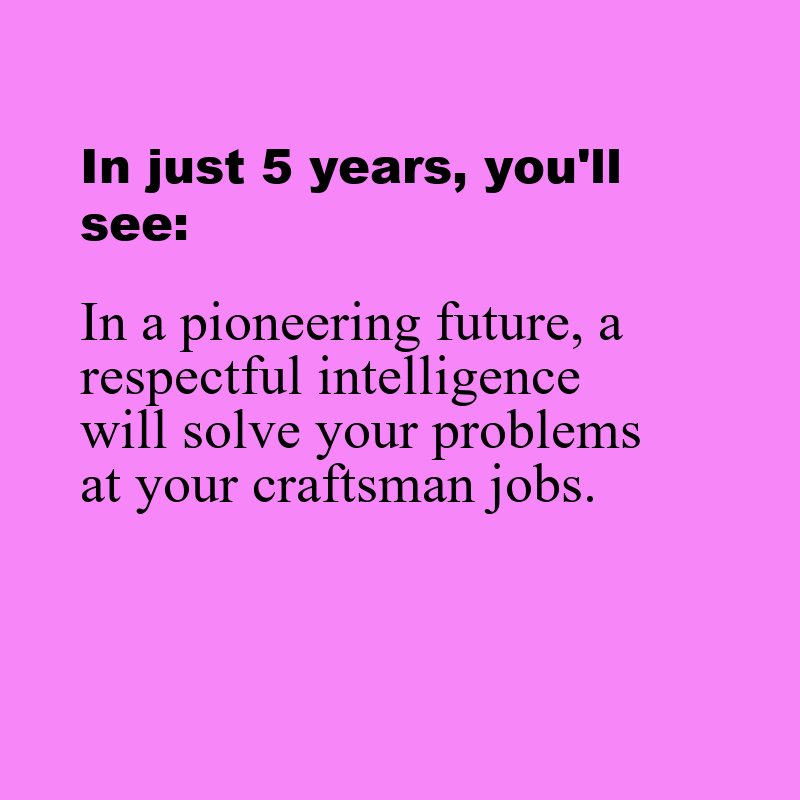 In just 5 years, you'll
see:
In a pioneering future, a
respectful intelligence
will solve your problems
at your craftsman jobs.